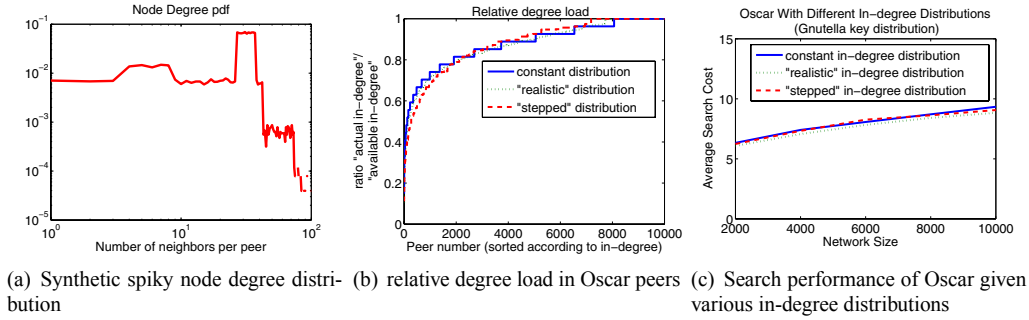 Node Degree pdf
10^0
10^-1
10^-2
10^-3
10^-4
10^-5
10^0
10^1
10^2
Number of neighbors per peer
(a) Synthetic spiky node degree distri-
bution
Relative degree load
ratio "actual in-degree"/
"available in-degree"
1
0.8
0.6
0.4
0.2
0
constant distribution
"realistic" distribution
"stepped" distribution
0
2000
4000
6000
8000
10000
Peer number (sorted according to in-degree)
(b) relative degree load in Oscar peers
Oscar With Different In-degree Distributions
(Gnutella key distribution)
Average Search Cost
15
10
5
0
constant in-degree distribution
"realistic" in-degree distribution
"stepped" in-degree distribution
2000
4000
6000
8000
10000
Network Size
(c) Search performance of Oscar given
various in-degree distributions